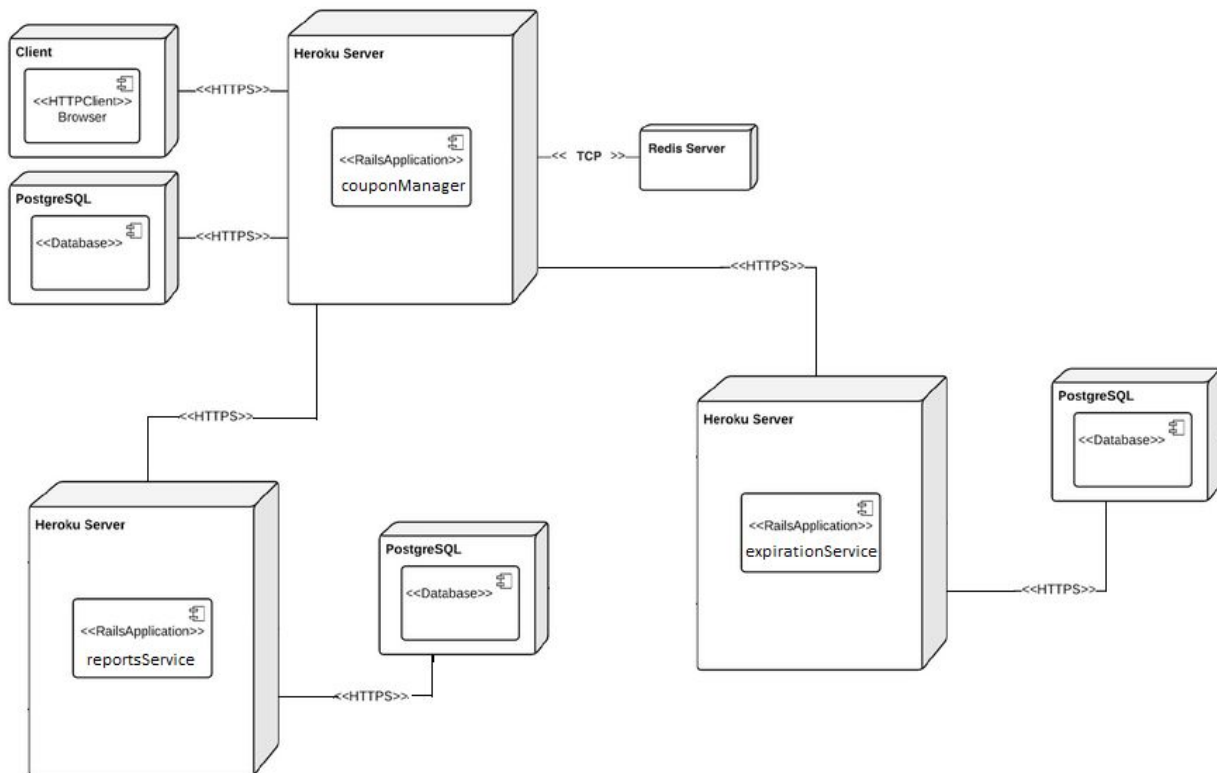 Client
<<HTTPClient>>
Browser
<<HTTPS>>
Heroku Server
<<RailsApplication>>
couponManager
<< TCP >>
Redis Server
PostgreSQL
<<Database>>
<<HTTPS>>
<<HTTPS>>
<<HTTPS>>
Heroku Server
<<RailsApplication>>
expirationService
PostgreSQL
<<Database>>
<<HTTPS>>
Heroku Server
<<RailsApplication>>
reportsService
PostgreSQL
<<Database>>
<<HTTPS>>